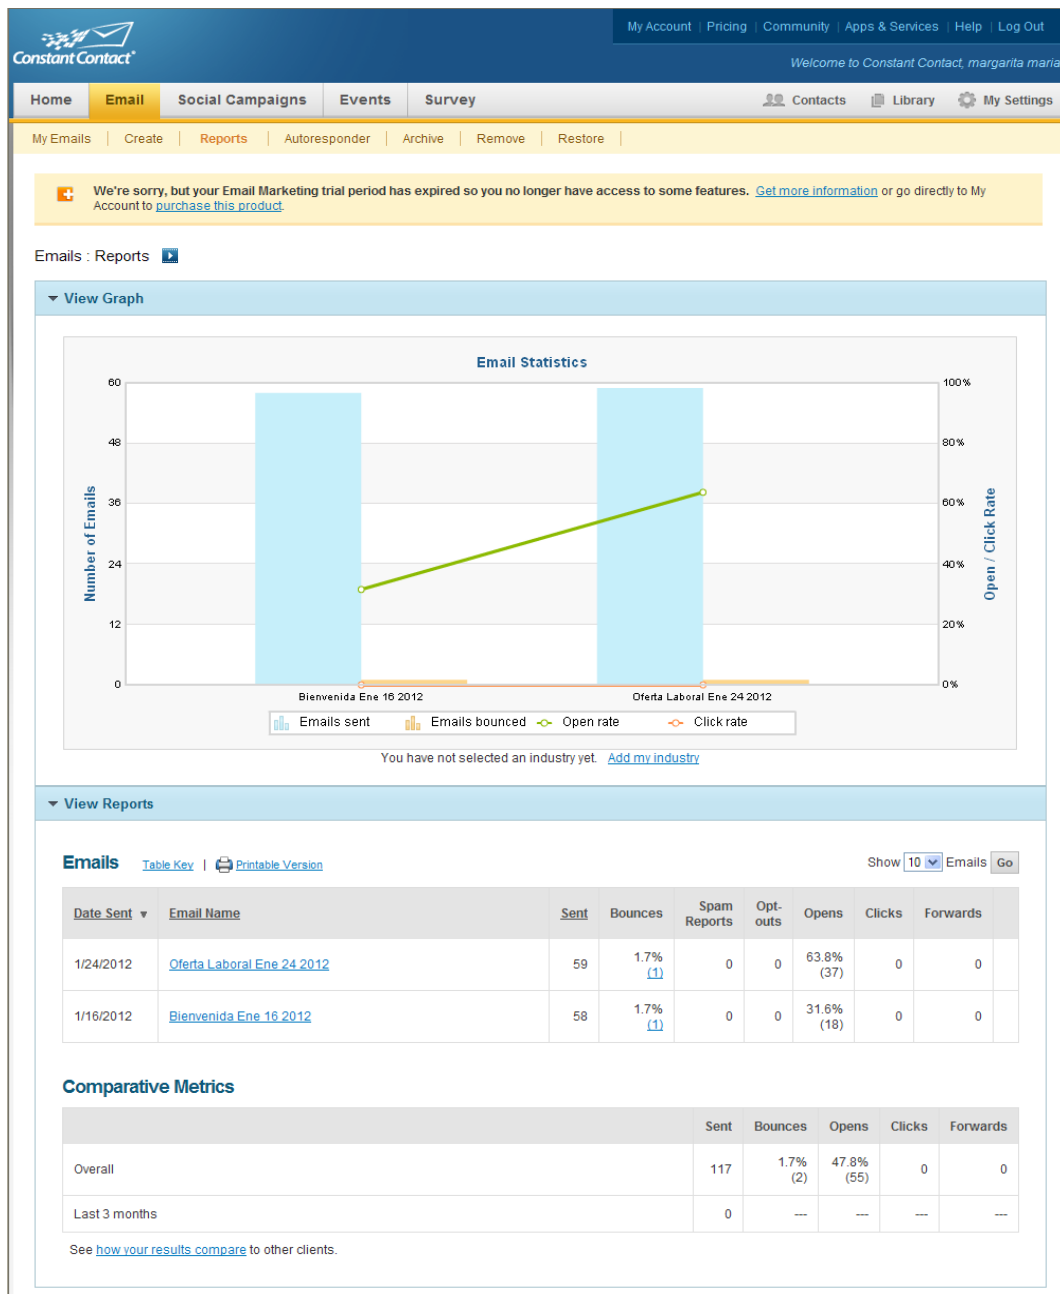 My Account | Pricing | Community | Apps & Services | Help | Log Out
Constant Contact®
Welcome to Constant Contact, margarita maria
Home Email Social Campaigns Events Survey Contacts Library My Settings
My Emails | Create | Reports | Autoresponder | Archive | Remove | Restore |
We're sorry, but your Email Marketing trial period has expired so you no longer have access to some features. Get more information or go directly to My
Account to purchase this product.
Emails : Reports
View Graph
Email Statistics
Number of Emails
60
48
36
24
12
0
100%
80%
60%
40%
20%
0%
Open / Click Rate
Bienvenida Ene 16 2012 Oferta Laboral Ene 24 2012
Emails sent Emails bounced Open rate Click rate
You have not selected an industry yet. Add my industry
View Reports
Emails Table Key | Printable Version Show 10 Emails Go
Date Sent Email Name Sent Bounces Spam Reports Opt-outs Opens Clicks Forwards
1/24/2012 Oferta Laboral Ene 24 2012 59 1.7% (1) 0 0 63.8% (37) 0 0
1/16/2012 Bienvenida Ene 16 2012 58 1.7% (1) 0 0 31.6% (18) 0 0
Comparative Metrics
Sent Bounces Opens Clicks Forwards
Overall 117 1.7% (2) 47.8% (55) 0 0
Last 3 months 0 --- --- --- ---
See how your results compare to other clients.